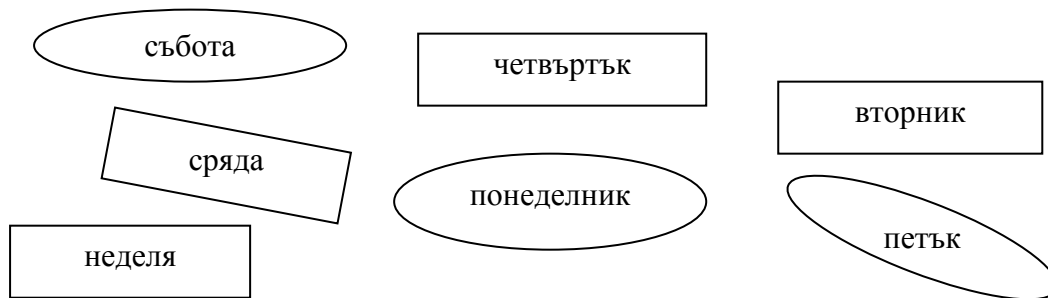 събота
четвъртък
вторник
сряда
понеделник
петък
неделя